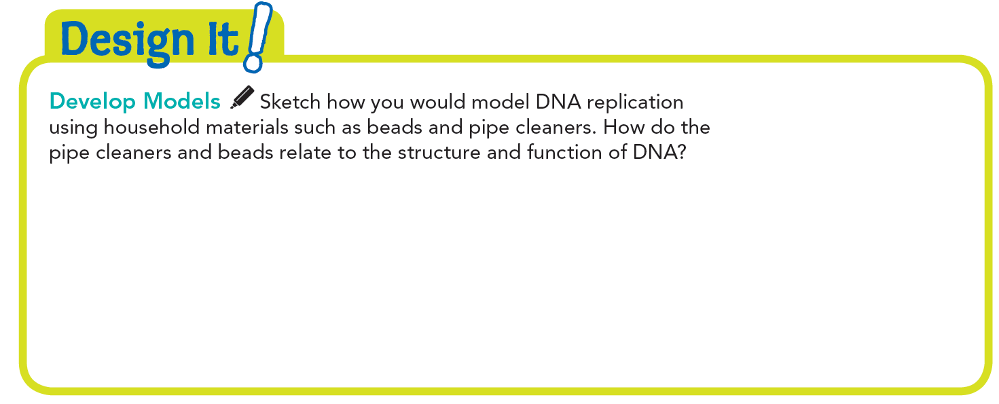 Design It!
Develop Models Sketch how you would model DNA replication
using household materials such as beads and pipe cleaners. How do the
pipe cleaners and beads relate to the structure and function of DNA?